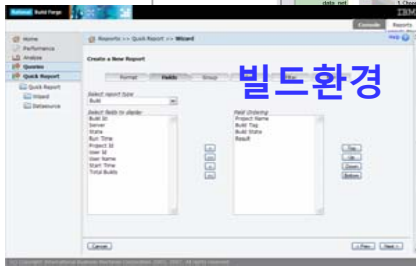 date_ref
Rational Build Forge
IBM
Console Reports
Home
Performance
Analyze
Queries
Quick Report
Quick Report
Wizard
Datasource
Reports >> Quick Report >> Wizard
Help
Create a New Report
Format Fields Group Filter
빌드환경
Select report type
Build
Select fields to display
Build Id
Server
State
Run Time
Project Id
User Id
User Name
Start Time
Total Builds
Field Ordering
Project Name
Build Tag
Build State
Result
Top
Up
Down
Bottom
Cancel
< Prev Next >